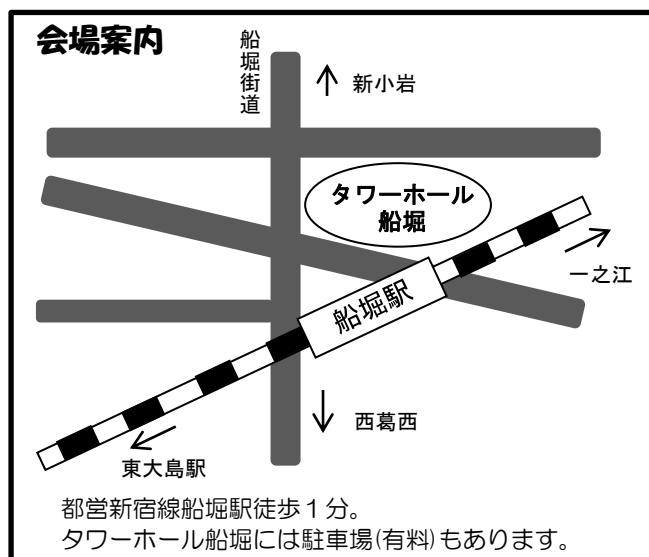 会場案内
船堀街道
新小岩
タワーホール
船堀
一之江
船堀駅
西葛西
東大島駅
都営新宿線船堀駅徒歩１分。
タワーホール船堀には駐車場(有料)もあります。